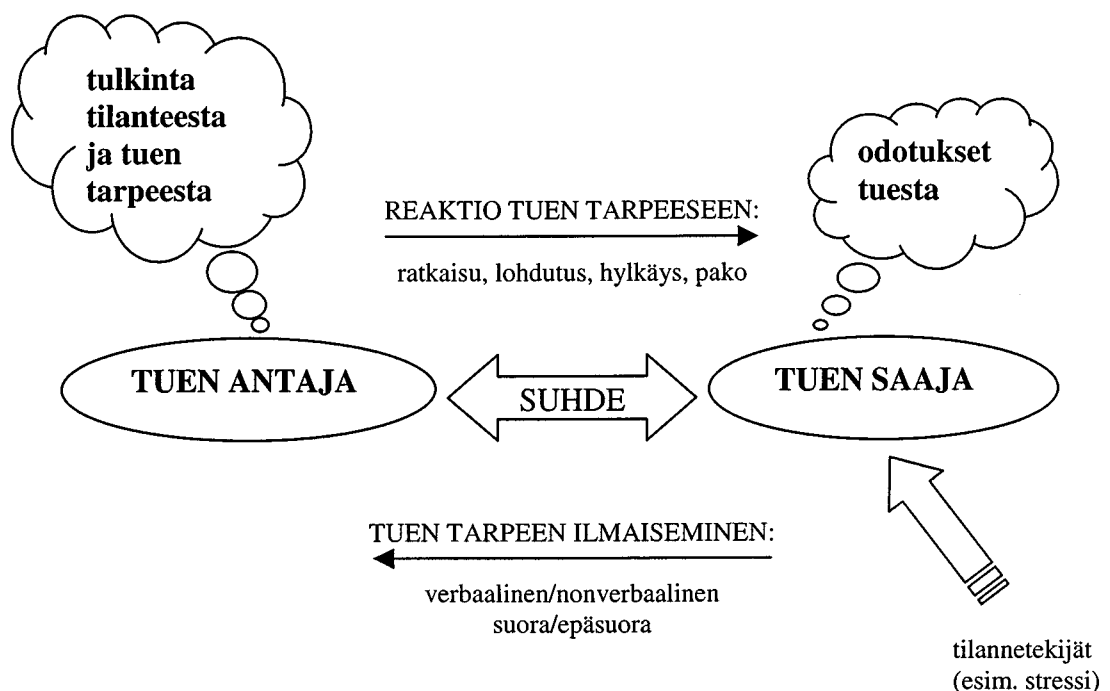 tulkinta
tilanteesta
ja tuen
tarpeesta
odotukset
tuesta
REAKTIO TUEN TARPEESEEN:
ratkaisu, lohdutus, hylkäys, pako
TUEN ANTAJA
SUHDE
TUEN SAAJA
TUEN TARPEEN ILMAISEMINEN:
verbaalinen/nonverbaalinen
suora/epäsuora
tilannetekijät
(esim. stressi)